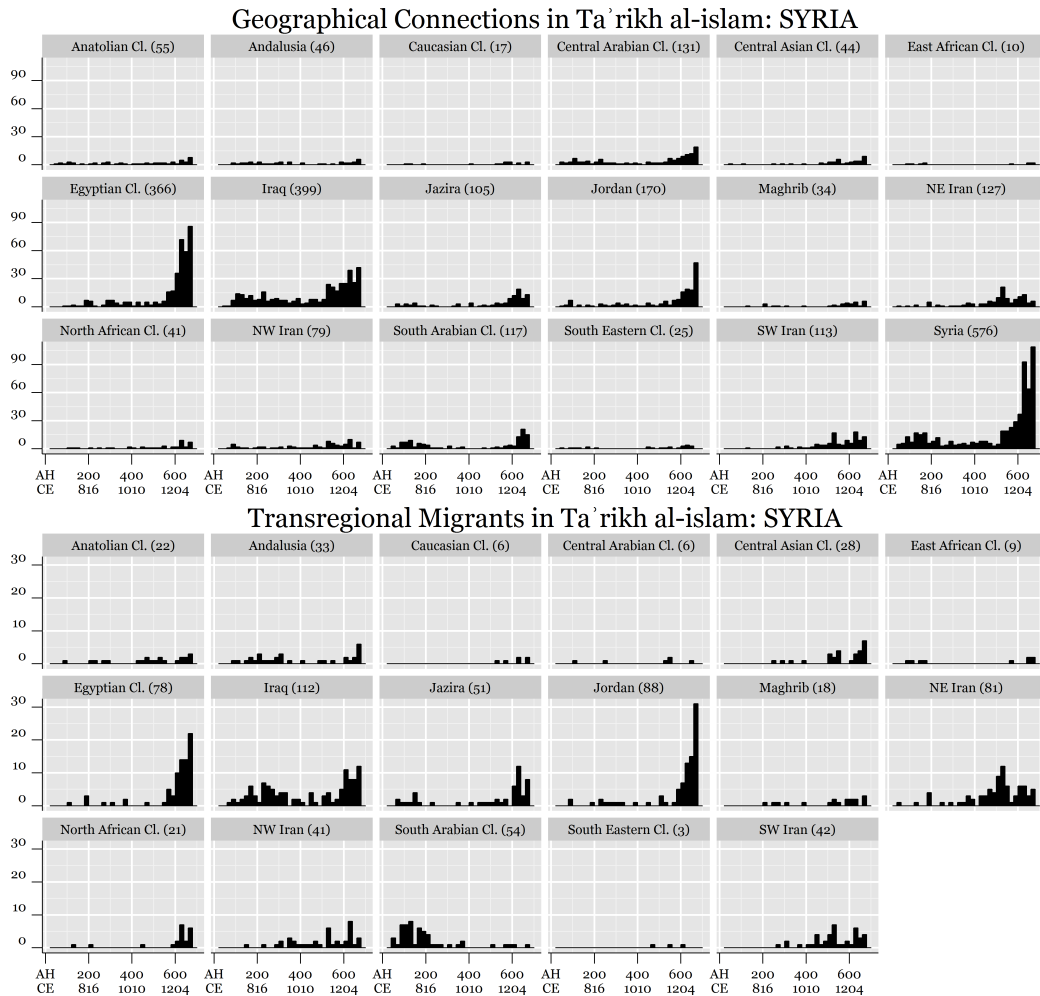 Geographical Connections in Taʾrikh al-islam: SYRIA
Anatolian Cl. (55) Andalusia (46) Caucasian Cl. (17) Central Arabian Cl. (131) Central Asian Cl. (44) East African Cl. (10)
90
60
30
0
Egyptian Cl. (366) Iraq (399) Jazira (105) Jordan (170) Maghrib (34) NE Iran (127)
90
60
30
0
North African Cl. (41) NW Iran (79) South Arabian Cl. (117) South Eastern Cl. (25) SW Iran (113) Syria (576)
90
60
30
0
AH 200 400 600 AH 200 400 600 AH 200 400 600 AH 200 400 600 AH 200 400 600 AH 200 400 600
CE 816 1010 1204 CE 816 1010 1204 CE 816 1010 1204 CE 816 1010 1204 CE 816 1010 1204 CE 816 1010 1204
Transregional Migrants in Taʾrikh al-islam: SYRIA
Anatolian Cl. (22) Andalusia (33) Caucasian Cl. (6) Central Arabian Cl. (6) Central Asian Cl. (28) East African Cl. (9)
30
20
10
0
Egyptian Cl. (78) Iraq (112) Jazira (51) Jordan (88) Maghrib (18) NE Iran (81)
30
20
10
0
North African Cl. (21) NW Iran (41) South Arabian Cl. (54) South Eastern Cl. (3) SW Iran (42)
30
20
10
0
AH 200 400 600 AH 200 400 600 AH 200 400 600 AH 200 400 600 AH 200 400 600
CE 816 1010 1204 CE 816 1010 1204 CE 816 1010 1204 CE 816 1010 1204 CE 816 1010 1204